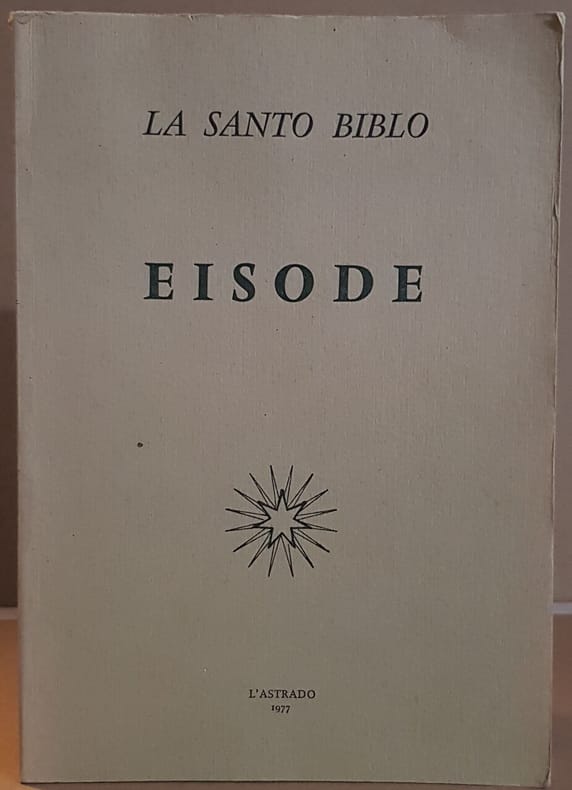 LA SANTO BIBLO
EISODE
L'ASTRADO
1977